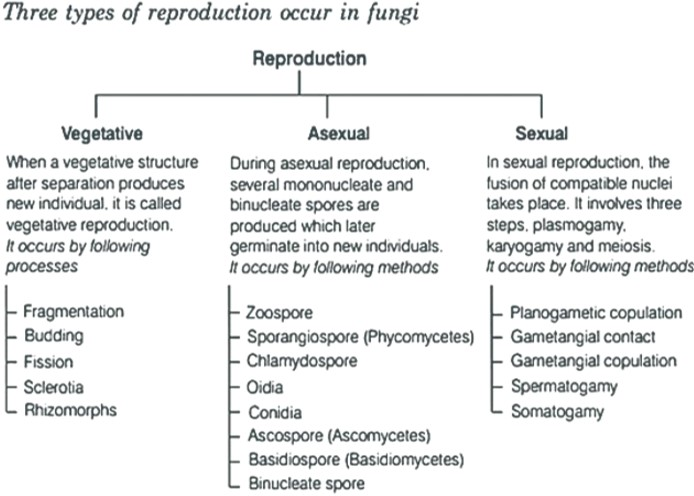 Three types of reproduction occur in fungi
Reproduction
Vegetative
When a vegetative structure
after separation produces
new individual, it is called
vegetative reproduction.
It occurs by following
processes
Fragmentation
Budding
Fission
Sclerotia
Rhizomorphs
Asexual
During asexual reproduction,
several mononucleate and
binucleate spores are
produced which later
germinate into new individuals.
It occurs by following methods
Zoospore
Sporangiospore (Phycomycetes)
Chlamydospore
Oidia
Conidia
Ascospore (Ascomycetes)
Basidiospore (Basidiomycetes)
Binucleate spore
Sexual
In sexual reproduction, the
fusion of compatible nuclei
takes place. It involves three
steps, plasmogamy,
karyogamy and meiosis.
It occurs by following methods
Planogametic copulation
Gametangial contact
Gametangial copulation
Spermatogamy
Somatogamy